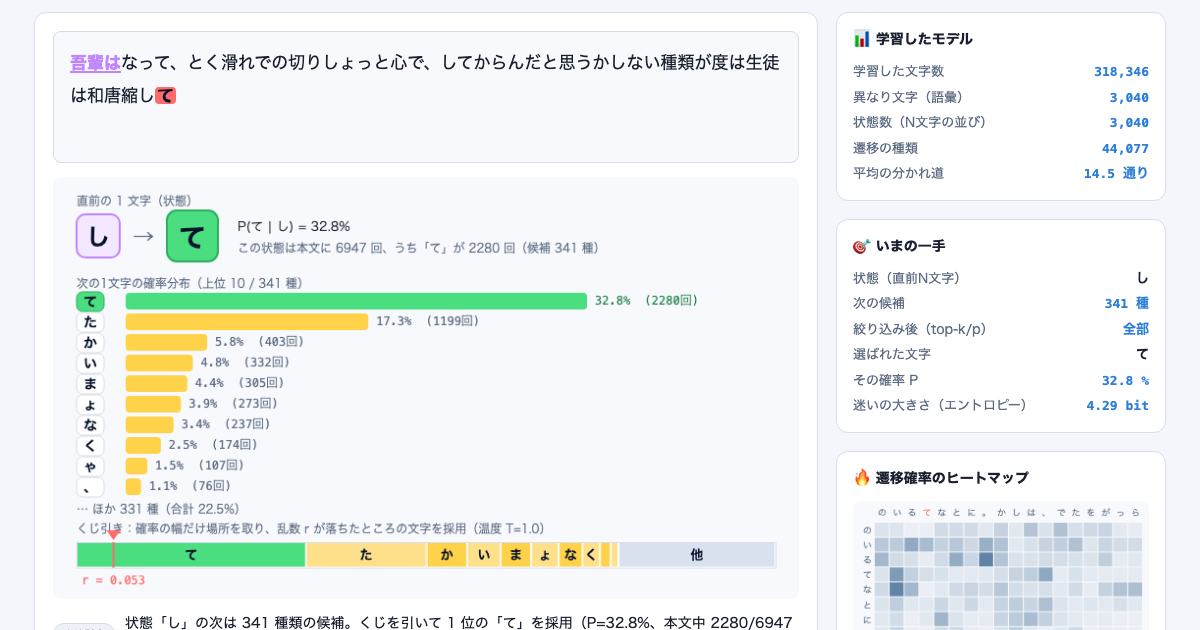 吾輩はなって、とく滑れでの切りしょっと心で、してからんだと思うかしない種類が度は生徒
は和唐縮して
直前の 1 文字（状態）
し → て
P(て | し) = 32.8%
この状態は本文に 6947 回、うち「て」が 2280 回（候補 341 種）
次の1文字の確率分布（上位 10 / 341 種）
て 32.8% (2280回)
た 17.3% (1199回)
か 5.8% (403回)
い 4.8% (332回)
ま 4.4% (305回)
ょ 3.9% (273回)
な 3.4% (237回)
く 2.5% (174回)
ゃ 1.5% (107回)
、 1.1% (76回)
… ほか 331 種（合計 22.5%）
くじ引き：確率の幅だけ場所を取り、乱数 r が落ちたところの文字を採用（温度 T=1.0）
て た か い ま ょ な く 他
r = 0.053
状態「し」の次は 341 種類の候補。くじを引いて 1 位の「て」を採用（P=32.8%、本文中 2280/6947
📊 学習したモデル
学習した文字数 318,346
異なり文字（語彙） 3,040
状態数（N文字の並び） 3,040
遷移の種類 44,077
平均の分かれ道 14.5 通り
🎯 いまの一手
状態（直前N文字） し
次の候補 341 種
絞り込み後（top-k/p） 全部
選ばれた文字 て
その確率 P 32.8 %
迷いの大きさ（エントロピー） 4.29 bit
🔥 遷移確率のヒートマップ
の い る て な と に 。 か し は 、 で た を が っ ら
の
い
る
て
な
と
に